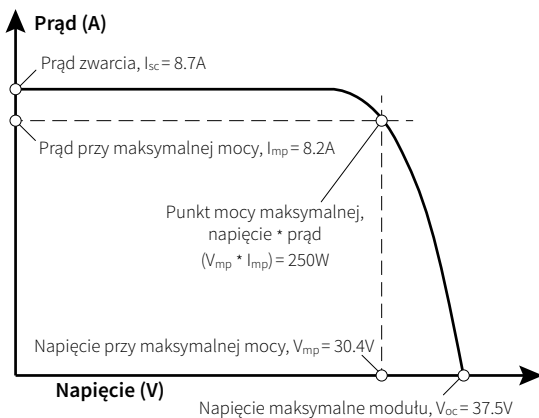 Prąd (A)
Prąd zwarcia, Isc = 8.7A
Prąd przy maksymalnej mocy, Imp = 8.2A
Punkt mocy maksymalnej,
napięcie * prąd
(Vmp * Imp) = 250W
Napięcie przy maksymalnej mocy, Vmp = 30.4V
Napięcie (V)
Napięcie maksymalne modułu, Voc = 37.5V